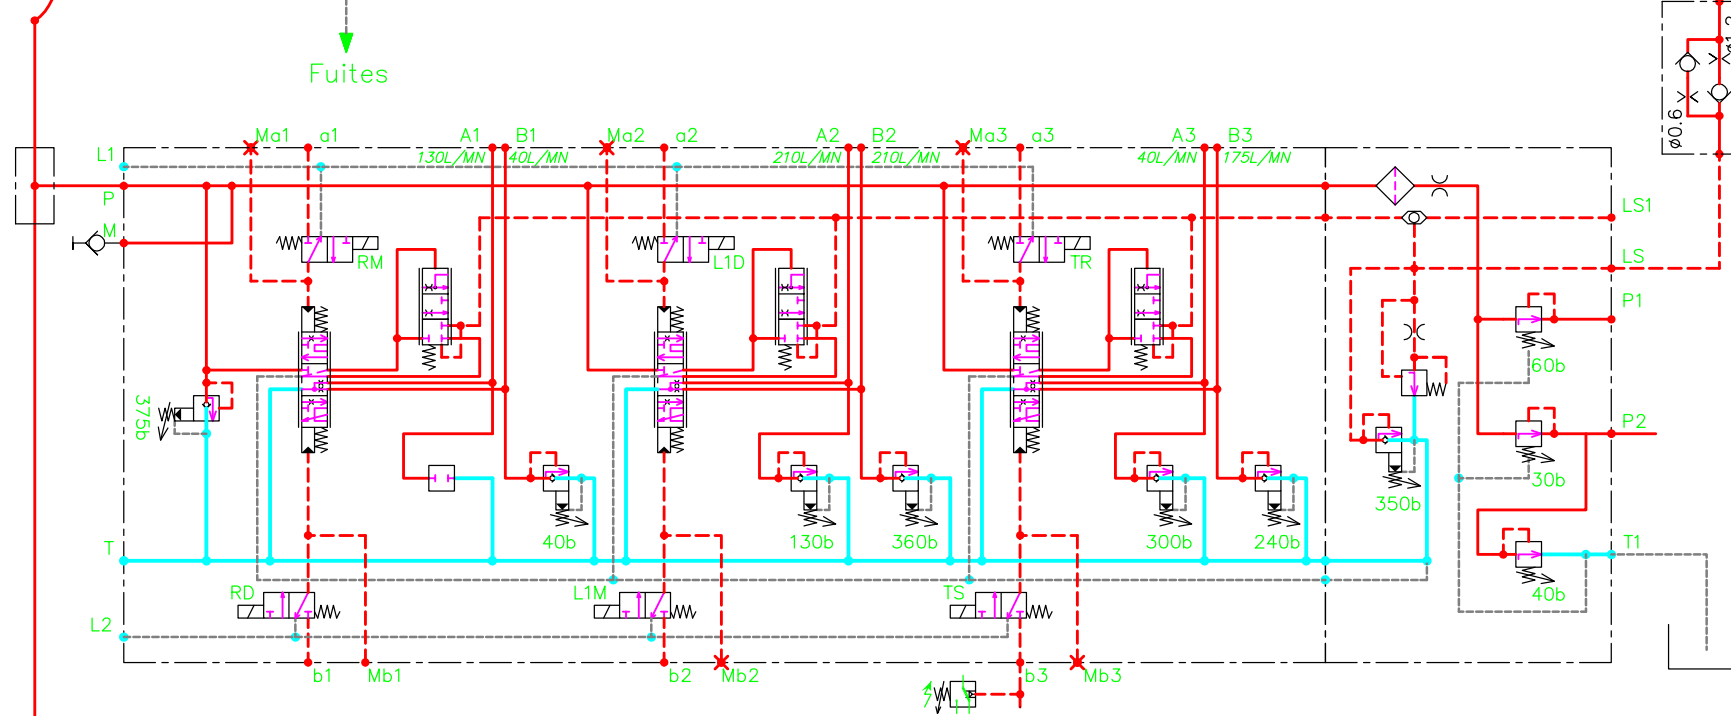 Fuites
Ma1 a1 A1 B1 Ma2 a2 A2 B2 Ma3 a3 A3 B3
130L/MN 40L/MN 210L/MN 210L/MN 40L/MN 175L/MN
L1
P
M
RM L1D TR
LS1
LS
P1
60b
375b
P2
30b
350b
40b 130b 360b 300b 240b
T
T1
RD L1M TS
40b
L2
b1 Mb1 b2 Mb2 b3 Mb3
ø0.6